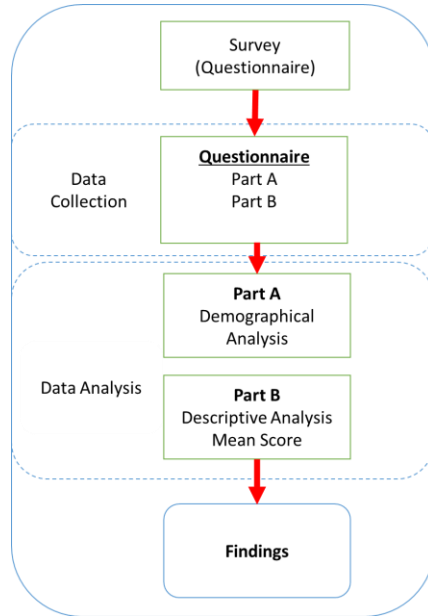 Survey
(Questionnaire)
Data
Collection
Questionnaire
Part A
Part B
Data Analysis
Part A
Demographical
Analysis
Part B
Descriptive Analysis
Mean Score
Findings